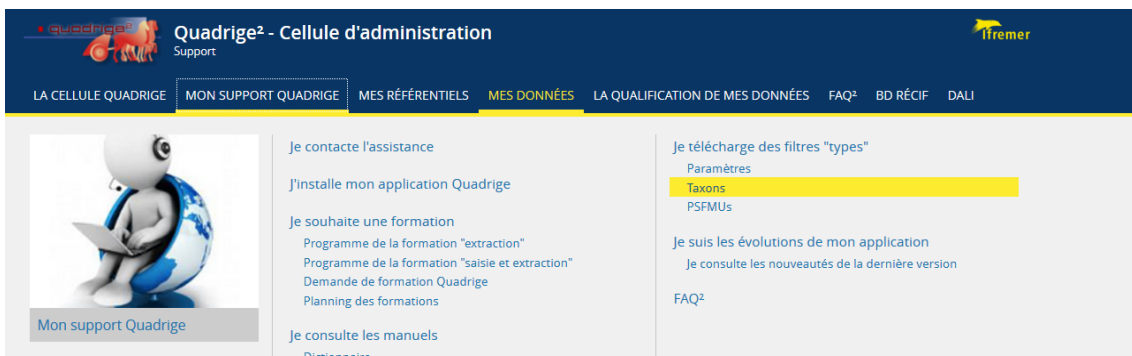 quadrige²
Quadrige² - Cellule d'administration
Support
Ifremer
LA CELLULE QUADRIGE MON SUPPORT QUADRIGE MES RÉFÉRENTIELS MES DONNÉES LA QUALIFICATION DE MES DONNÉES FAQ² BD RÉCIF DALI
Mon support Quadrige
Je contacte l'assistance
J'installe mon application Quadrige
Je souhaite une formation
Programme de la formation "extraction"
Programme de la formation "saisie et extraction"
Demande de formation Quadrige
Planning des formations
Je consulte les manuels
Dictionnaire
Je télécharge des filtres "types"
Paramètres
Taxons
PSFMUs
Je suis les évolutions de mon application
Je consulte les nouveautés de la dernière version
FAQ²